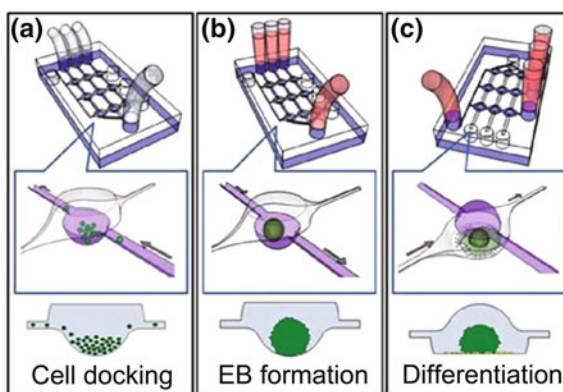 (a)
(b)
(c)
Cell docking
EB formation
Differentiation